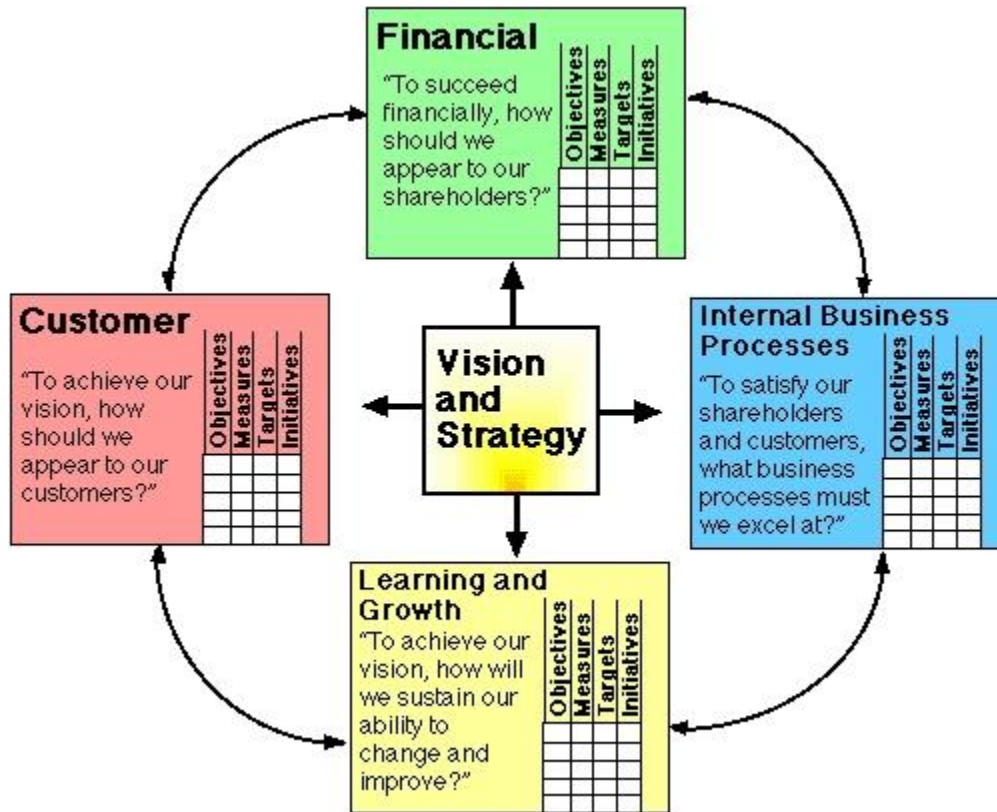 Financial
“To succeed
financially, how
should we
appear to our
shareholders?”
Objectives
Measures
Targets
Initiatives
Customer
“To achieve our
vision, how
should we
appear to our
customers?”
Objectives
Measures
Targets
Initiatives
Vision
and
Strategy
Internal Business
Processes
“To satisfy our
shareholders
and customers,
what business
processes must
we excel at?”
Objectives
Measures
Targets
Initiatives
Learning and
Growth
“To achieve our
vision, how will
we sustain our
ability to
change and
improve?”
Objectives
Measures
Targets
Initiatives